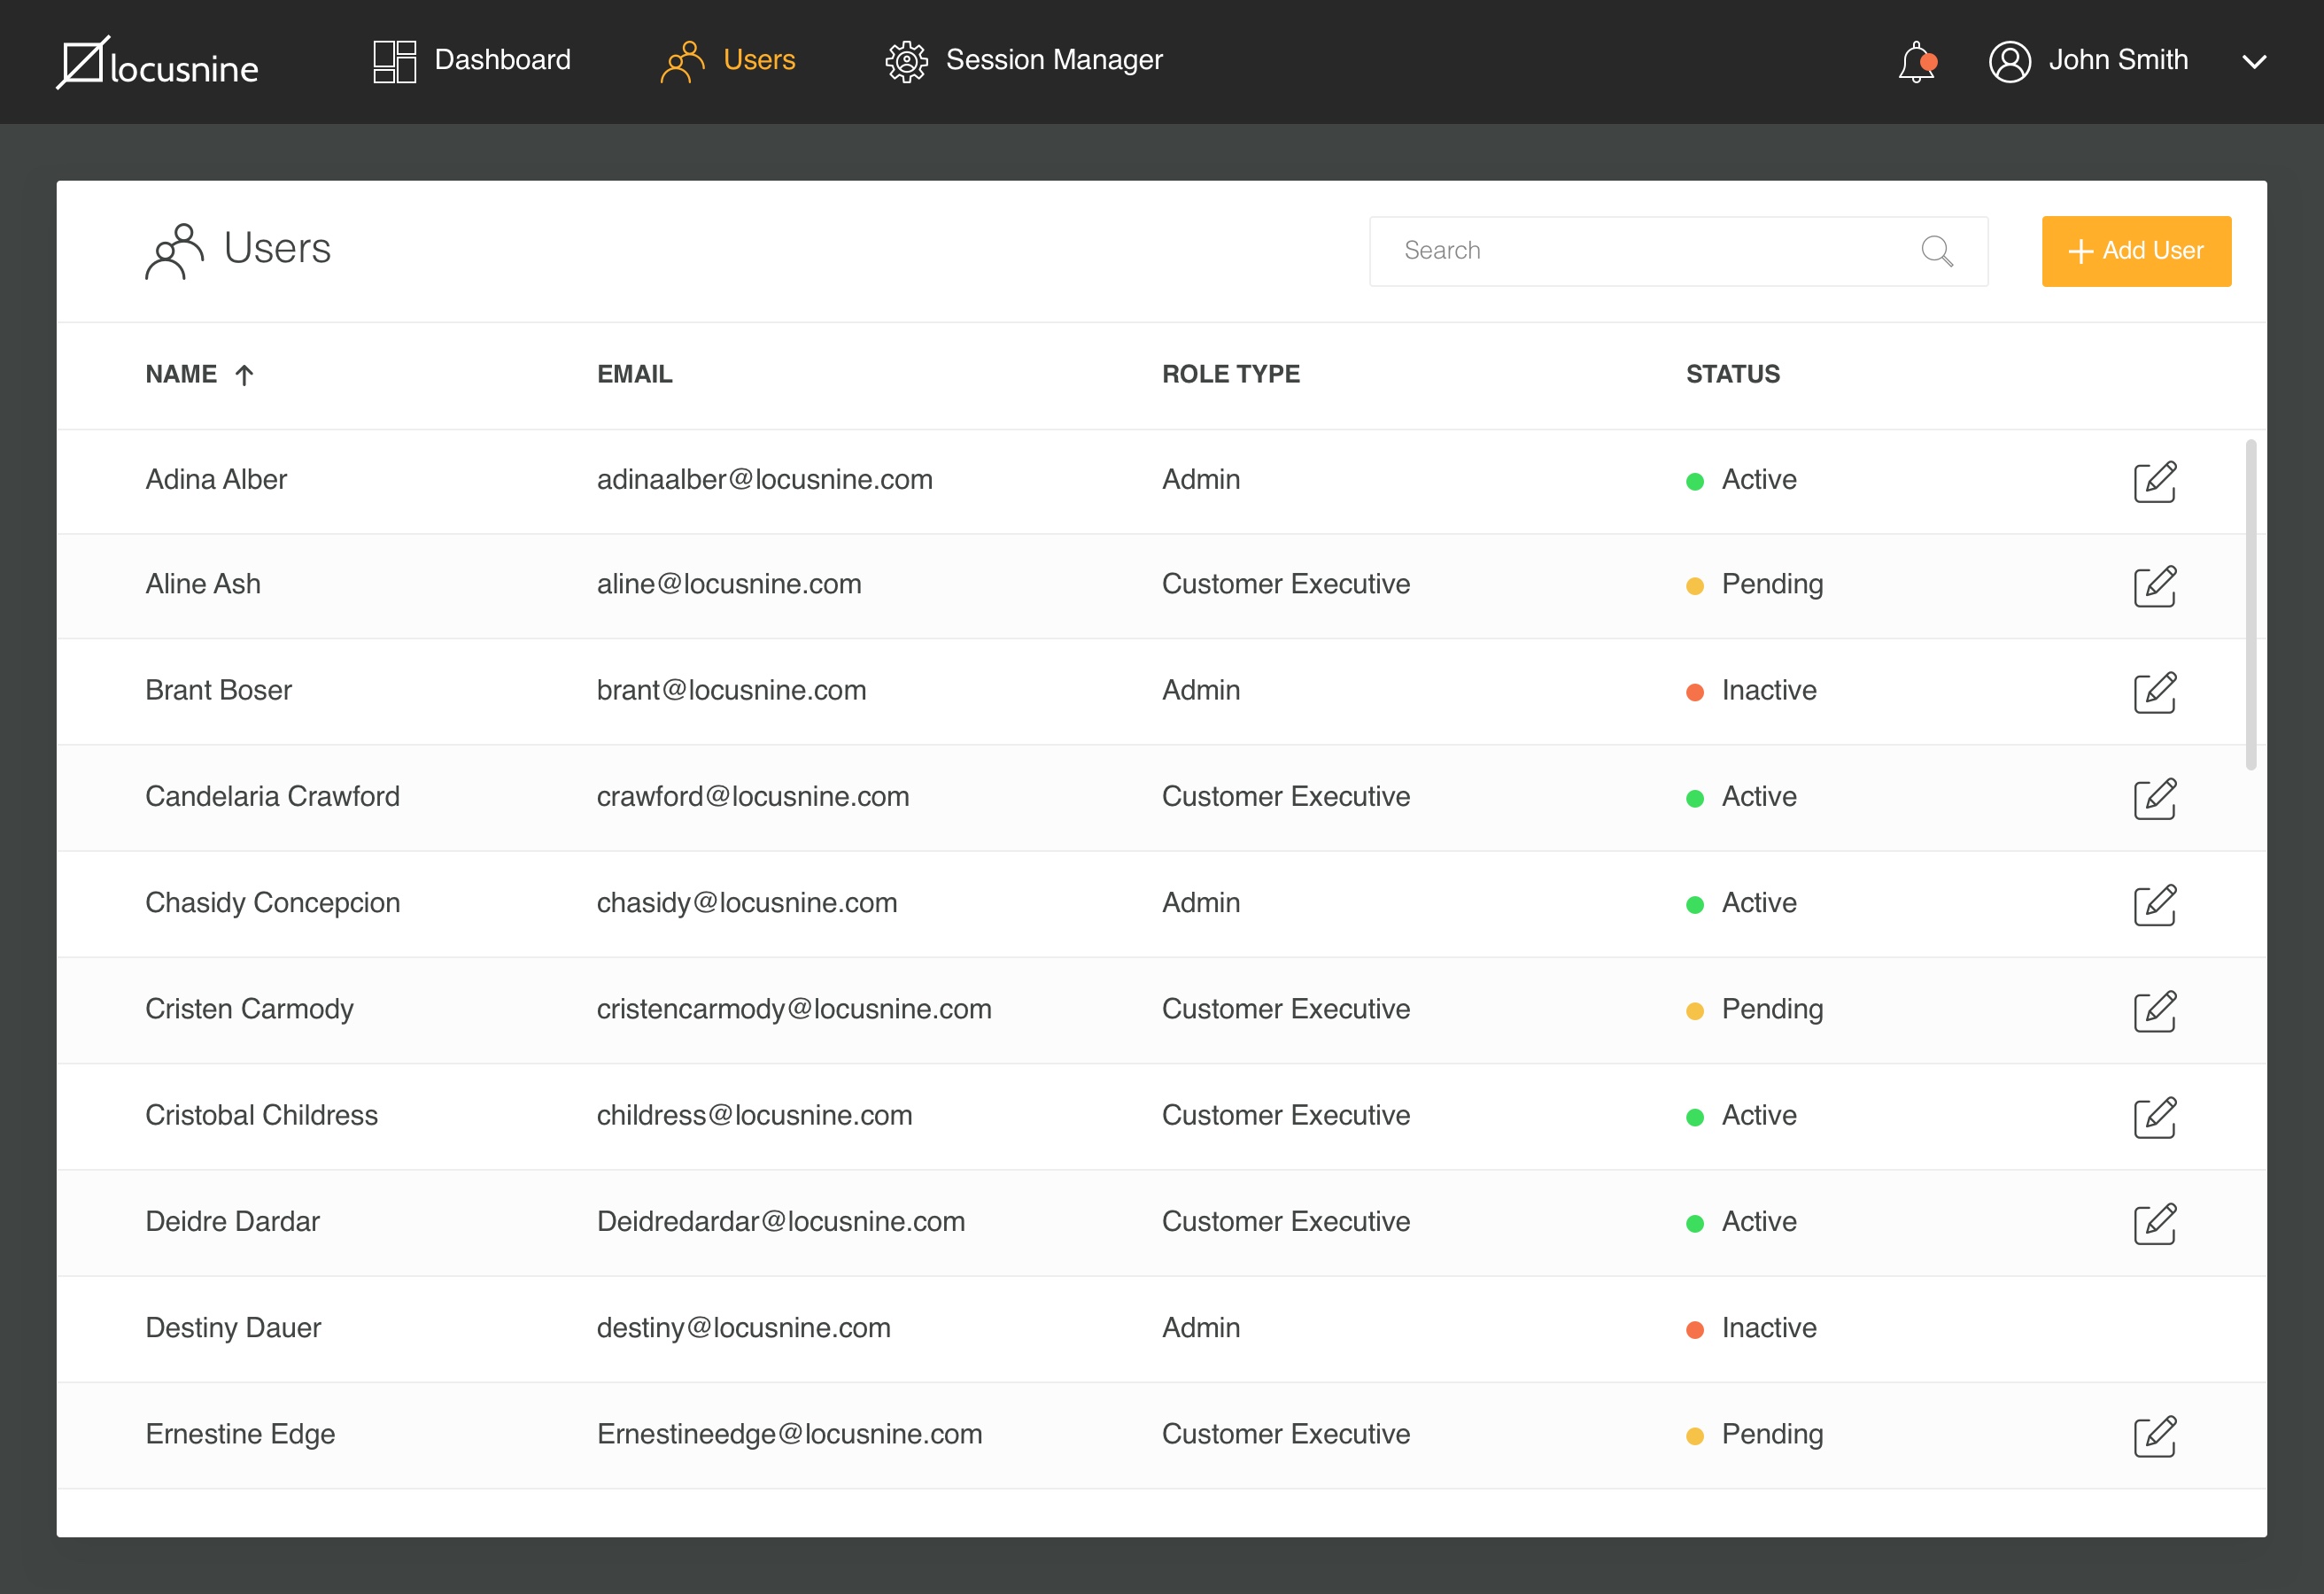 locusnine Dashboard Users Session Manager John Smith
Users Search Add User
NAME EMAIL ROLE TYPE STATUS
Adina Alber adinaalber@locusnine.com Admin Active
Aline Ash aline@locusnine.com Customer Executive Pending
Brant Boser brant@locusnine.com Admin Inactive
Candelaria Crawford crawford@locusnine.com Customer Executive Active
Chasidy Concepcion chasidy@locusnine.com Admin Active
Cristen Carmody cristencarmody@locusnine.com Customer Executive Pending
Cristobal Childress childress@locusnine.com Customer Executive Active
Deidre Dardar Deidredardar@locusnine.com Customer Executive Active
Destiny Dauer destiny@locusnine.com Admin Inactive
Ernestine Edge Ernestineedge@locusnine.com Customer Executive Pending